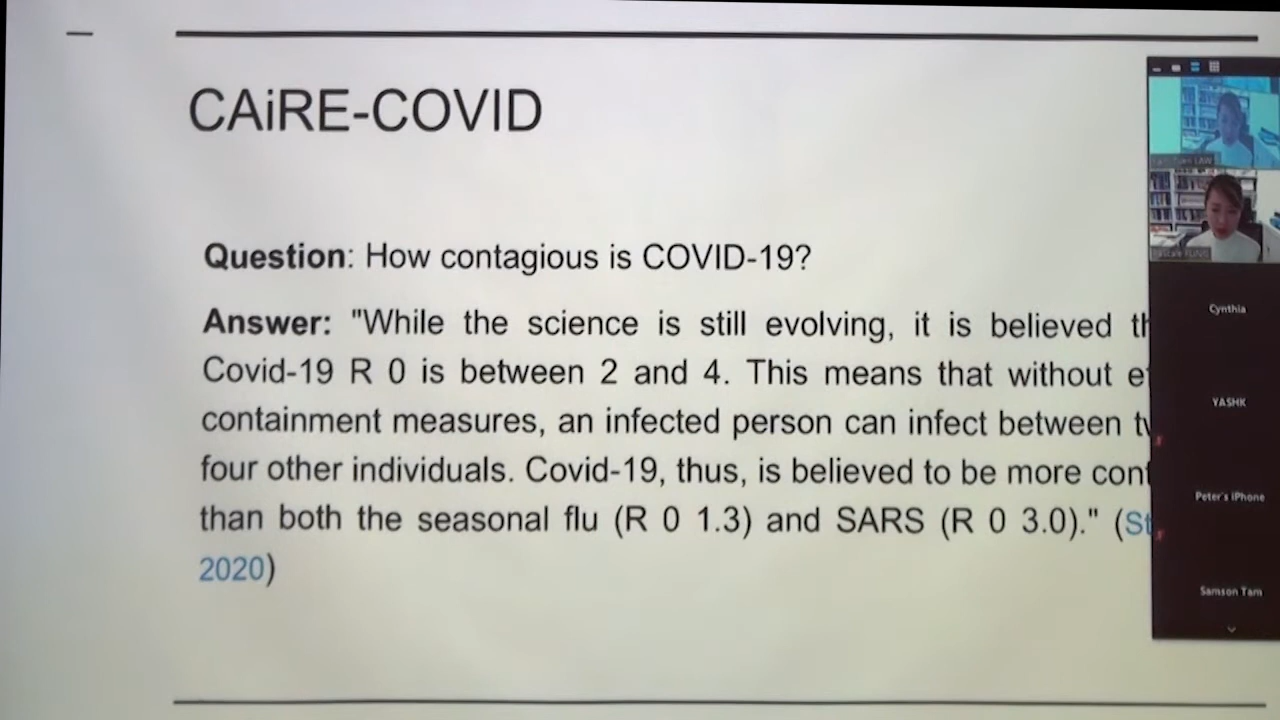 CAiRE-COVID
Question: How contagious is COVID-19?
Answer: "While the science is still evolving, it is believed
Covid-19 R 0 is between 2 and 4. This means that without
containment measures, an infected person can infect between
four other individuals. Covid-19, thus, is believed to be more
than both the seasonal flu (R 0 1.3) and SARS (R 0 3.0)." (
2020)
LAW
Cynthia
YASHK
Peter's iPhone
Samson Tam